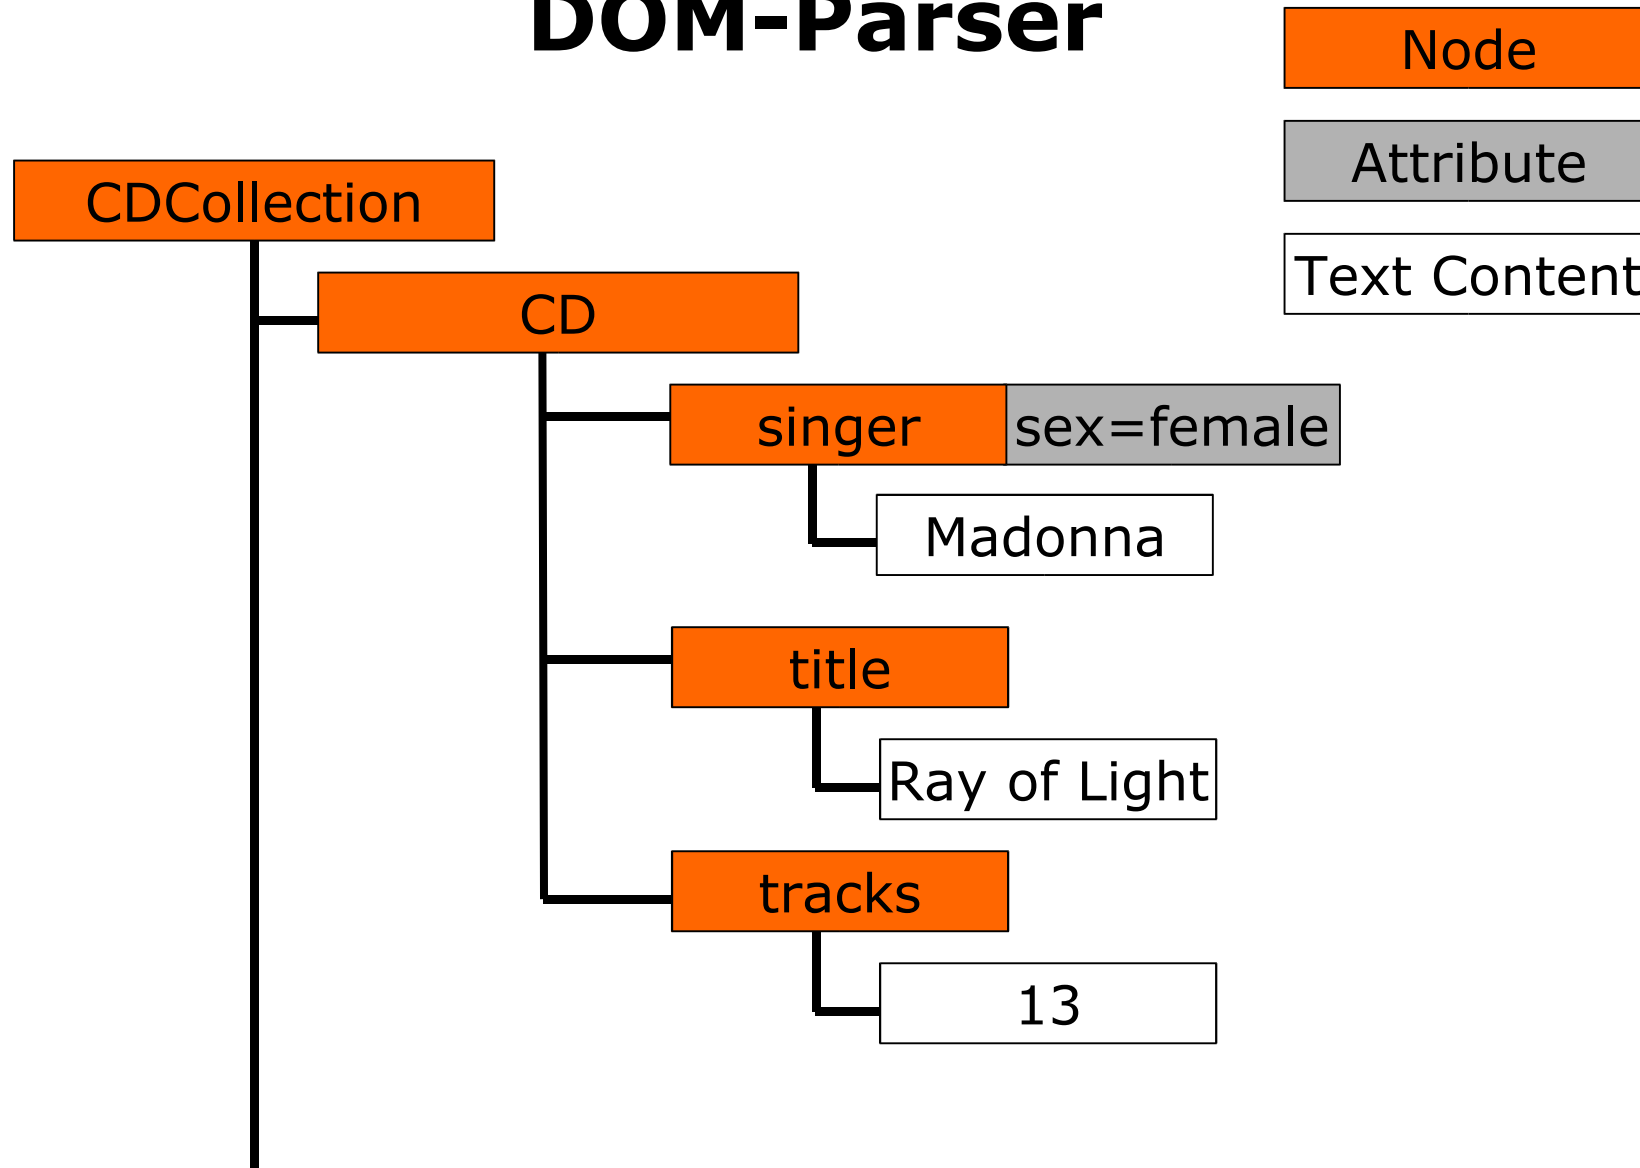 DOM-Parser
Node
Attribute
Text Content
CDCollection
CD
singer
sex=female
Madonna
title
Ray of Light
tracks
13